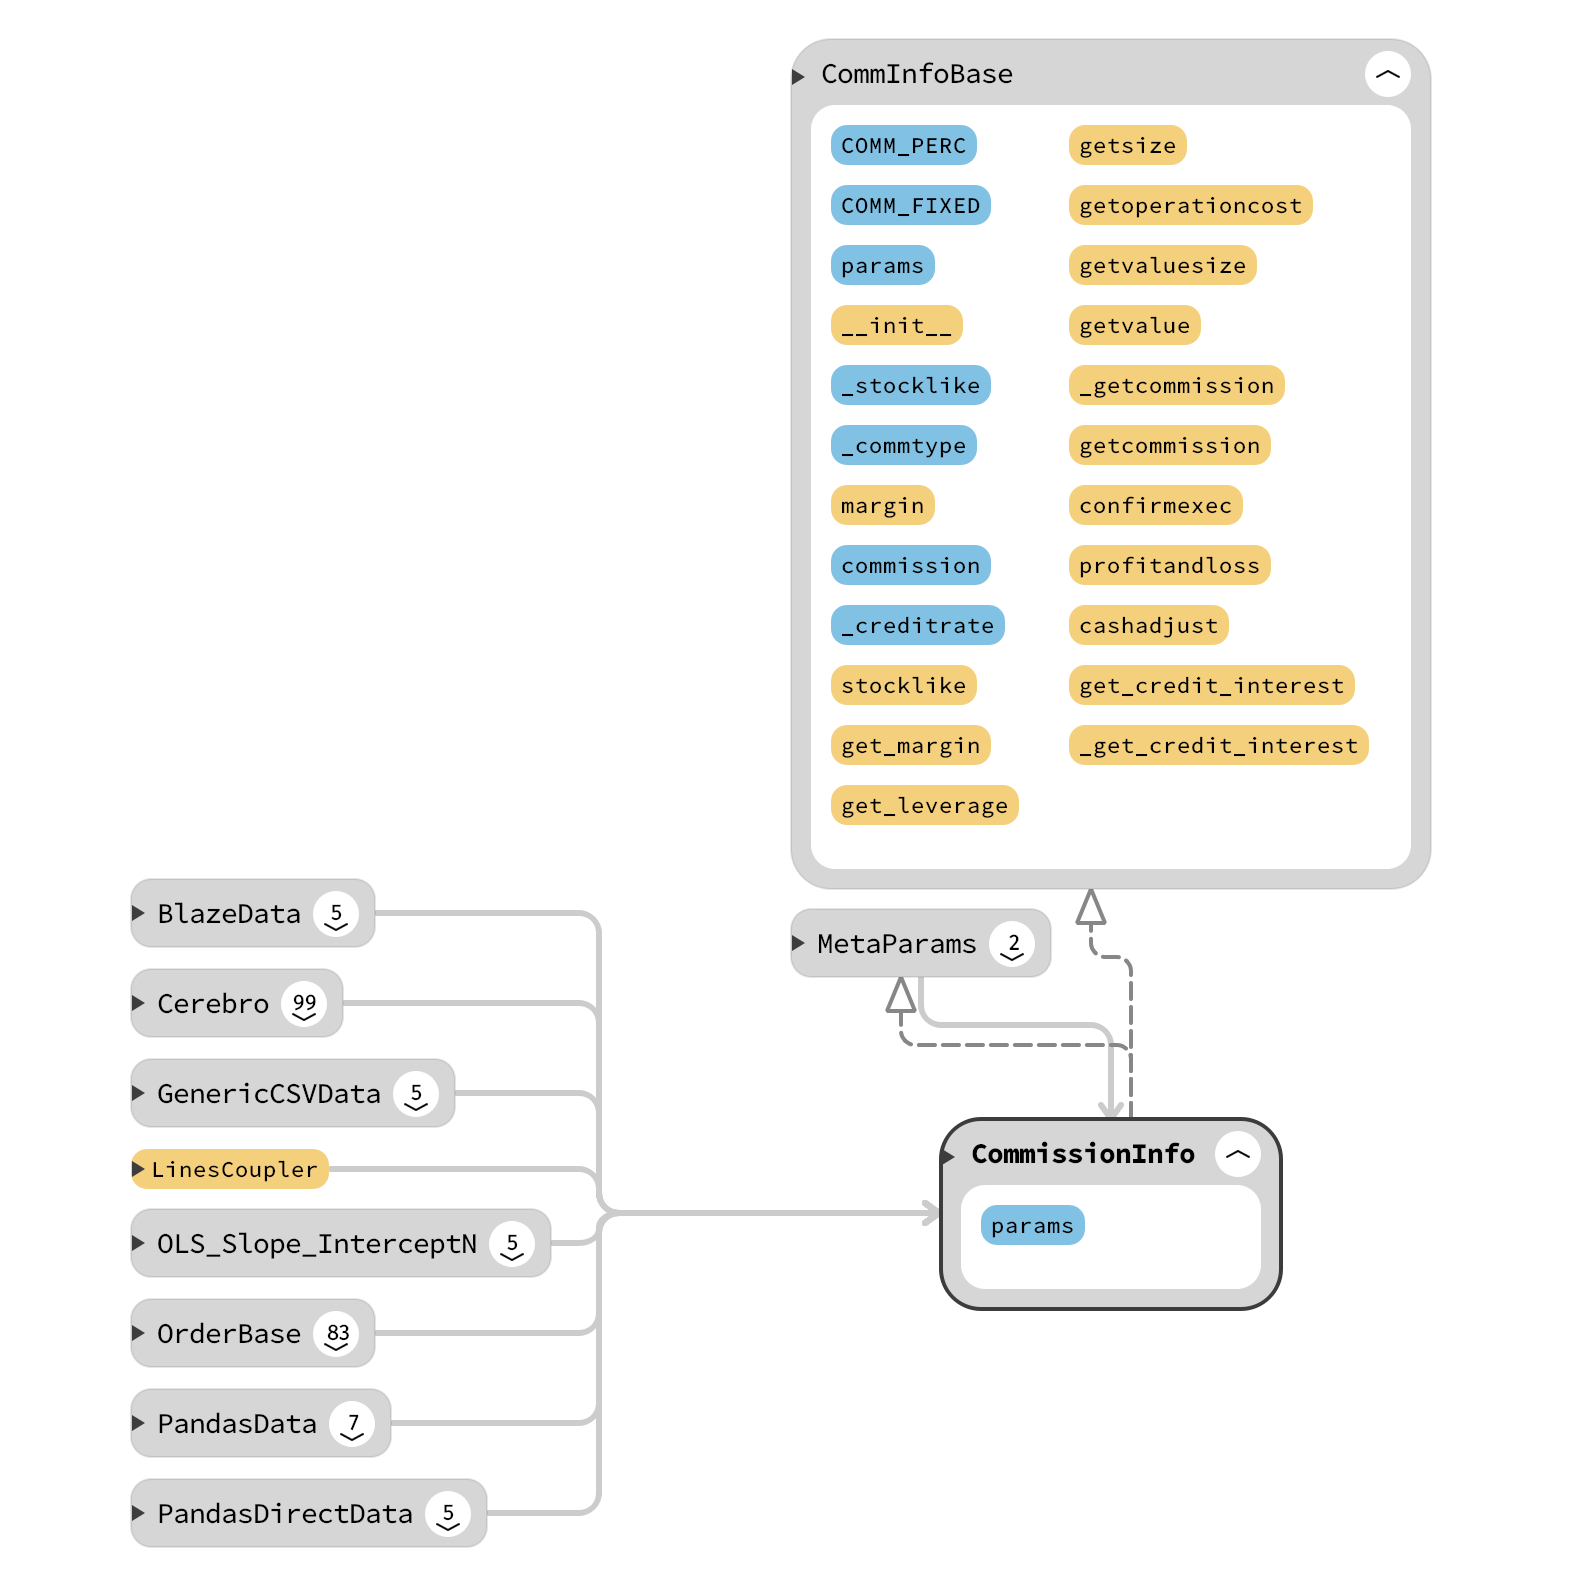 CommInfoBase
COMM_PERC
COMM_FIXED
params
__init__
_stocklike
_commtype
margin
commission
_creditrate
stocklike
get_margin
get_leverage
getsize
getoperationcost
getvaluesize
getvalue
_getcommission
getcommission
confirmexec
profitandloss
cashadjust
get_credit_interest
_get_credit_interest
BlazeData 5
Cerebro 99
GenericCSVData 5
LinesCoupler
OLS_Slope_InterceptN 5
OrderBase 83
PandasData 7
PandasDirectData 5
MetaParams 2
CommissionInfo
params